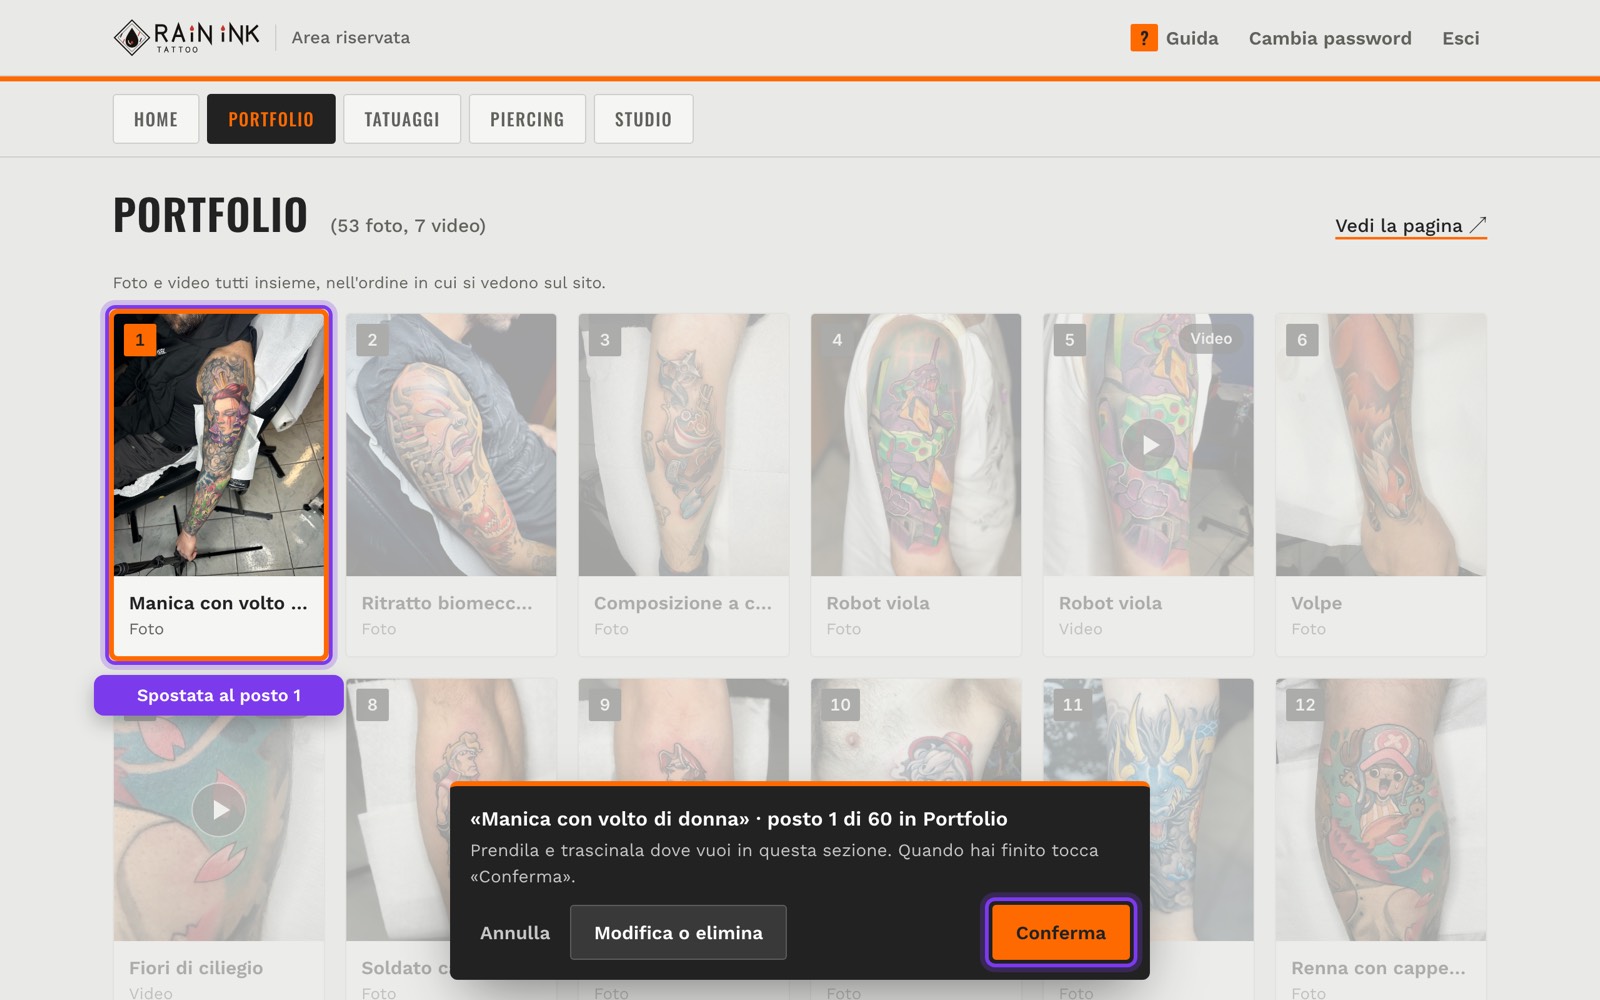 RAIN INK
TATTOO
Area riservata
? Guida
Cambia password
Esci
HOME
PORTFOLIO
TATUAGGI
PIERCING
STUDIO
PORTFOLIO
(53 foto, 7 video)
Vedi la pagina
Foto e video tutti insieme, nell'ordine in cui si vedono sul sito.
1
2
3
4
5
Video
6
Manica con volto ...
Foto
Ritratto biomecc...
Foto
Composizione a c...
Foto
Robot viola
Foto
Robot viola
Video
Volpe
Foto
Spostata al posto 1
8
9
10
11
12
«Manica con volto di donna» · posto 1 di 60 in Portfolio
Prendila e trascinala dove vuoi in questa sezione. Quando hai finito tocca
«Conferma».
Annulla
Modifica o elimina
Conferma
Fiori di ciliegio
Video
Soldato
Foto
Foto
Foto
Foto
Renna con cappe...
Foto